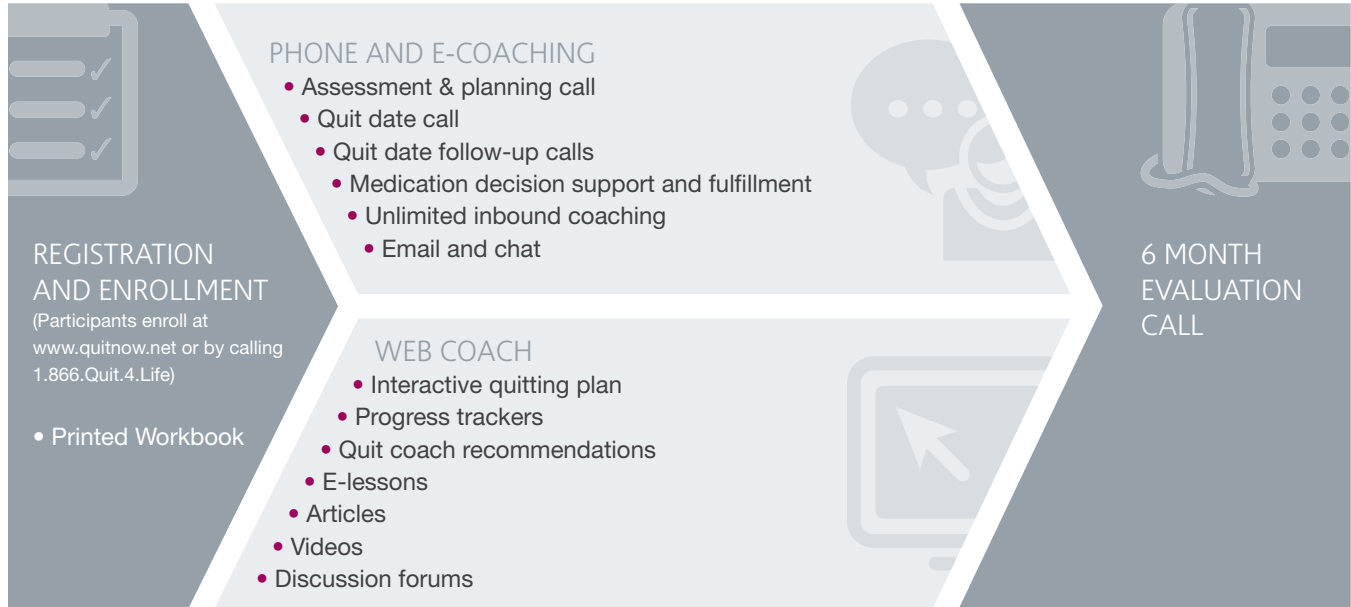 REGISTRATION
AND ENROLLMENT
(Participants enroll at
www.quitnow.net or by calling
1.866.Quit.4.Life)
• Printed Workbook
PHONE AND E-COACHING
• Assessment & planning call
• Quit date call
• Quit date follow-up calls
• Medication decision support and fulfillment
• Unlimited inbound coaching
• Email and chat
WEB COACH
• Interactive quitting plan
• Progress trackers
• Quit coach recommendations
• E-lessons
• Articles
• Videos
• Discussion forums
6 MONTH
EVALUATION
CALL